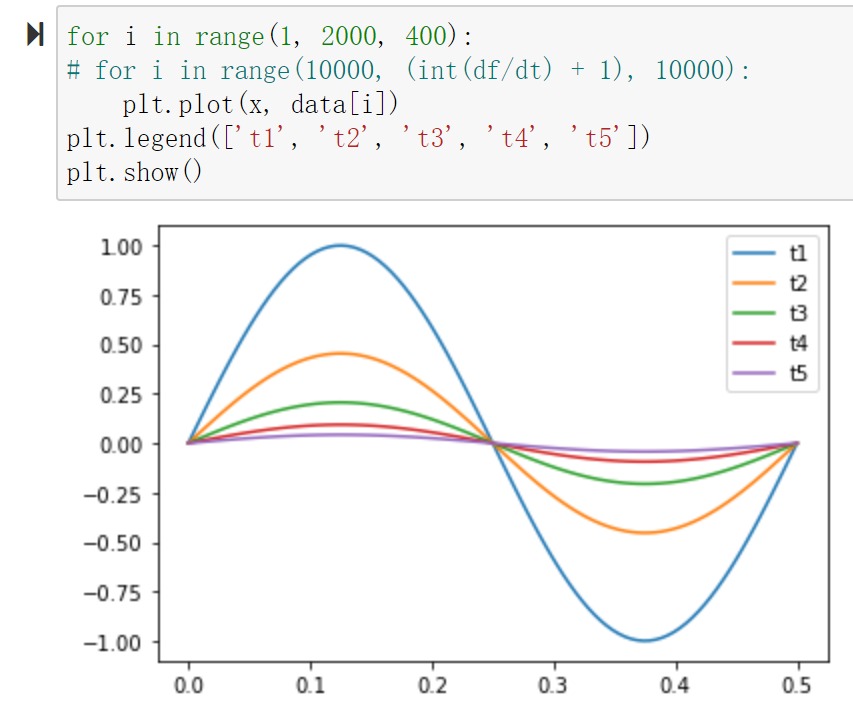 for i in range(1, 2000, 400):
# for i in range(10000, (int(df/dt) + 1), 10000):
    plt.plot(x, data[i])
plt.legend(['t1', 't2', 't3', 't4', 't5'])
plt.show()
1.00
0.75
0.50
0.25
0.00
−0.25
−0.50
−0.75
−1.00
t1
t2
t3
t4
t5
0.0 0.1 0.2 0.3 0.4 0.5